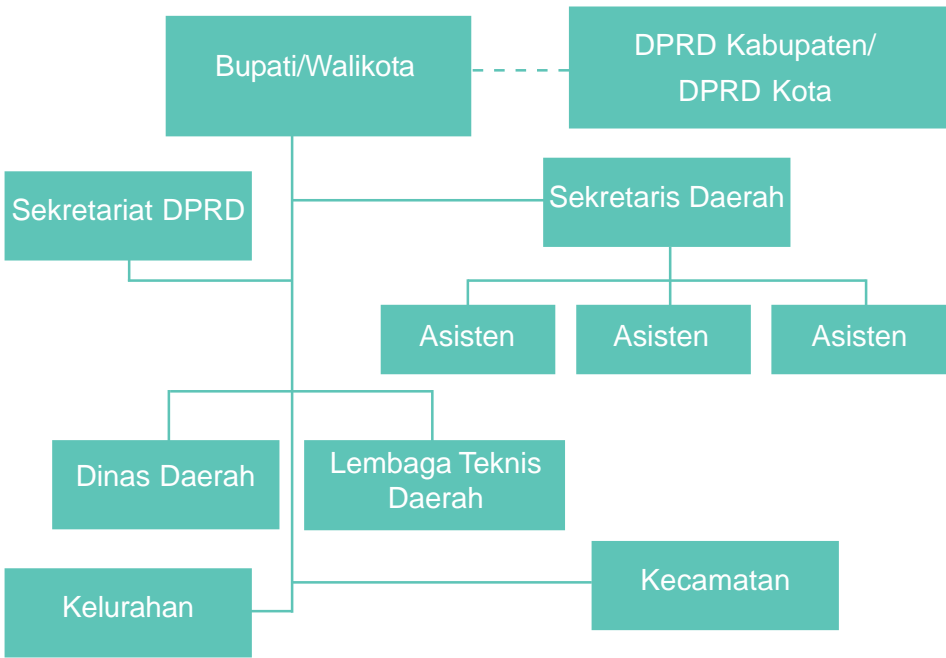 Bupati/Walikota
DPRD Kabupaten/
DPRD Kota
Sekretariat DPRD
Sekretaris Daerah
Asisten
Asisten
Asisten
Dinas Daerah
Lembaga Teknis
Daerah
Kelurahan
Kecamatan